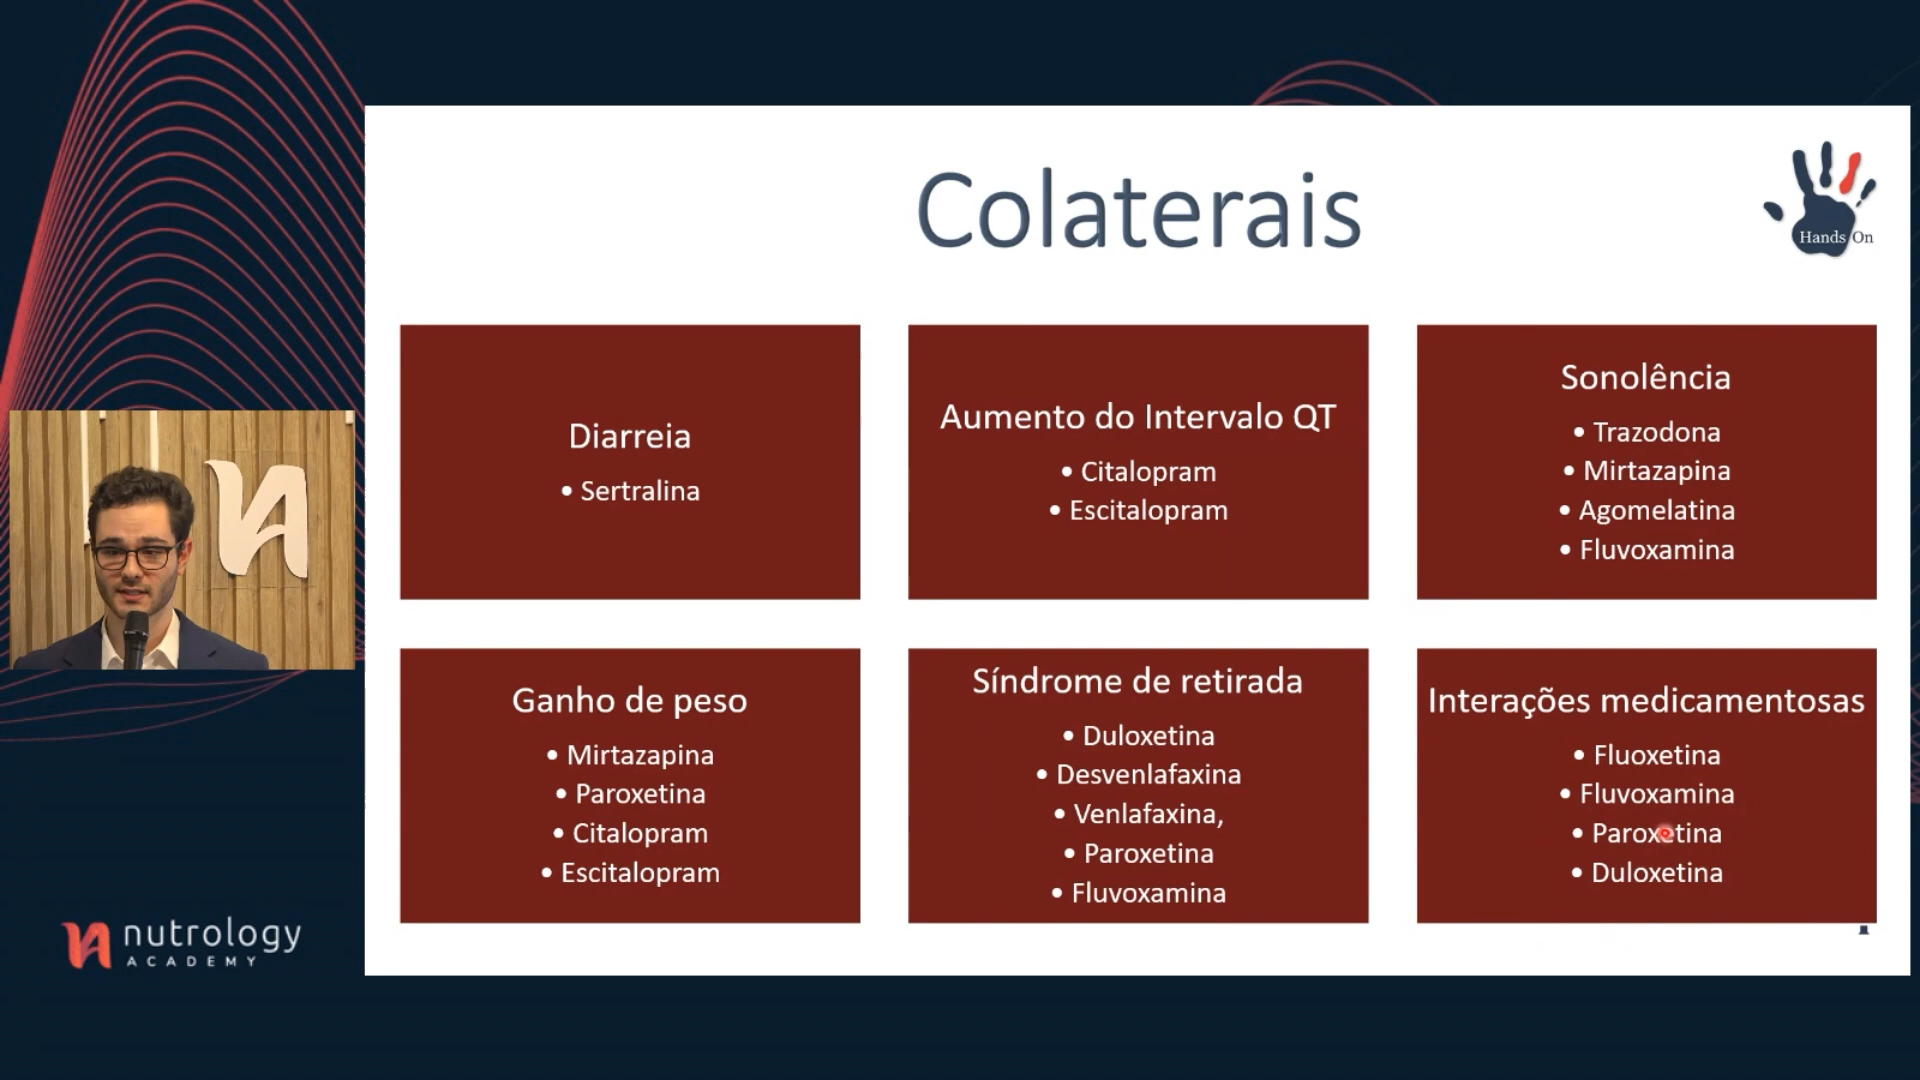 Colaterais
Hands On
Diarreia
• Sertralina
Aumento do Intervalo QT
• Citalopram
• Escitalopram
Sonolência
• Trazodona
• Mirtazapina
• Agomelatina
• Fluvoxamina
Ganho de peso
• Mirtazapina
• Paroxetina
• Citalopram
• Escitalopram
Síndrome de retirada
• Duloxetina
• Desvenlafaxina
• Venlafaxina,
• Paroxetina
• Fluvoxamina
Interações medicamentosas
• Fluoxetina
• Fluvoxamina
• Paroxetina
• Duloxetina
nutrology
ACADEMY